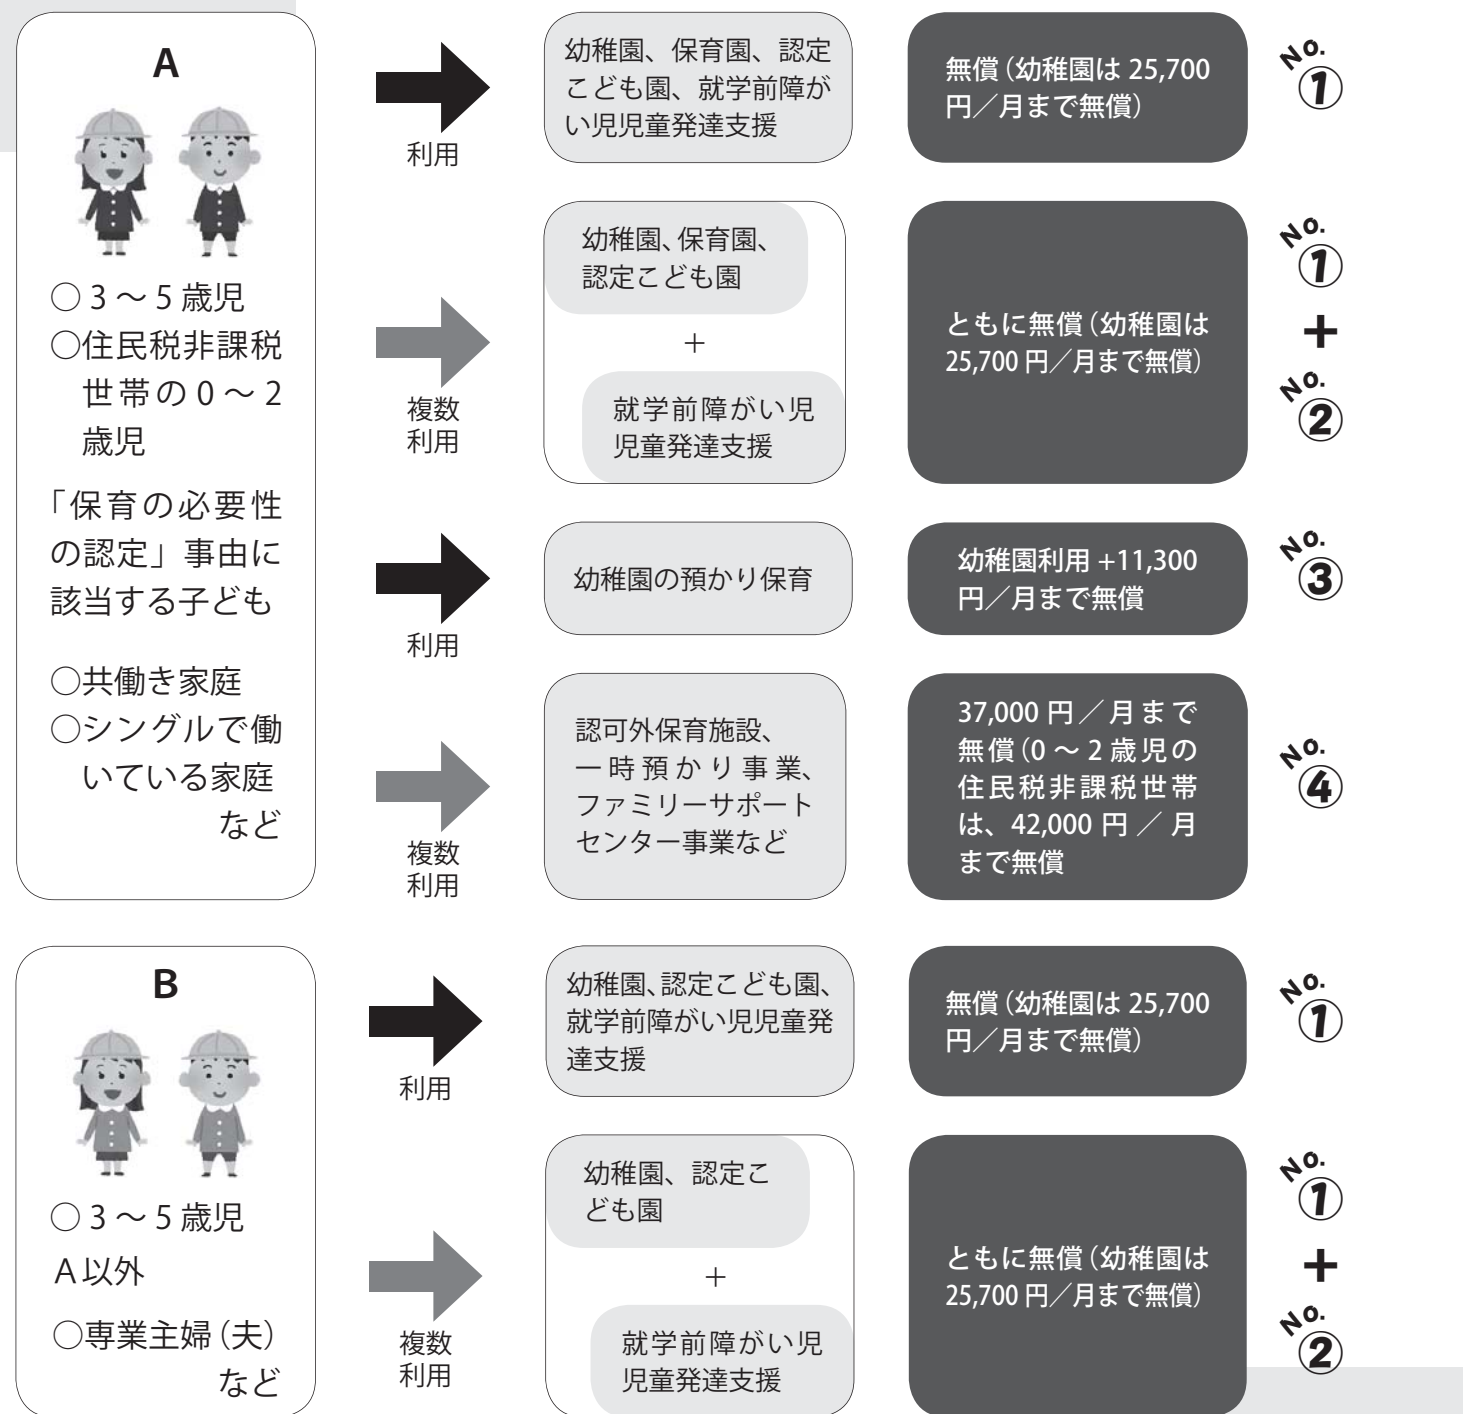 A
○ 3 ～ 5 歳児
○住民税非課税
世帯の 0 ～ 2
歳児
「保育の必要性
の認定」事由に
該当する子ども
○共働き家庭
○シングルで働
いている家庭
など
利用
幼稚園、保育園、認定
こども園、就学前障が
い児児童発達支援
無償（幼稚園は 25,700
円／月まで無償）
No.
①
複数
利用
幼稚園、保育園、
認定こども園
+
就学前障がい児
児童発達支援
ともに無償（幼稚園は
25,700 円／月まで無償）
No.
①
+
No.
②
利用
幼稚園の預かり保育
幼稚園利用 +11,300
円／月まで無償
No.
③
複数
利用
認可外保育施設、
一時預かり事業、
ファミリーサポート
センター事業など
37,000 円／月まで
無償（0 ～ 2 歳児の
住民税非課税世帯
は、42,000 円／月
まで無償
No.
④
B
○ 3 ～ 5 歳児
A以外
○専業主婦（夫）
など
利用
幼稚園、認定こども園、
就学前障がい児児童発
達支援
無償（幼稚園は 25,700
円／月まで無償）
No.
①
複数
利用
幼稚園、認定こ
ども園
+
就学前障がい児
児童発達支援
ともに無償（幼稚園は
25,700 円／月まで無償）
No.
①
+
No.
②